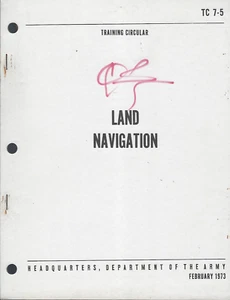 TC 7-5
TRAINING CIRCULAR
LAND
NAVIGATION
HEADQUARTERS, DEPARTMENT OF THE ARMY
FEBRUARY 1973